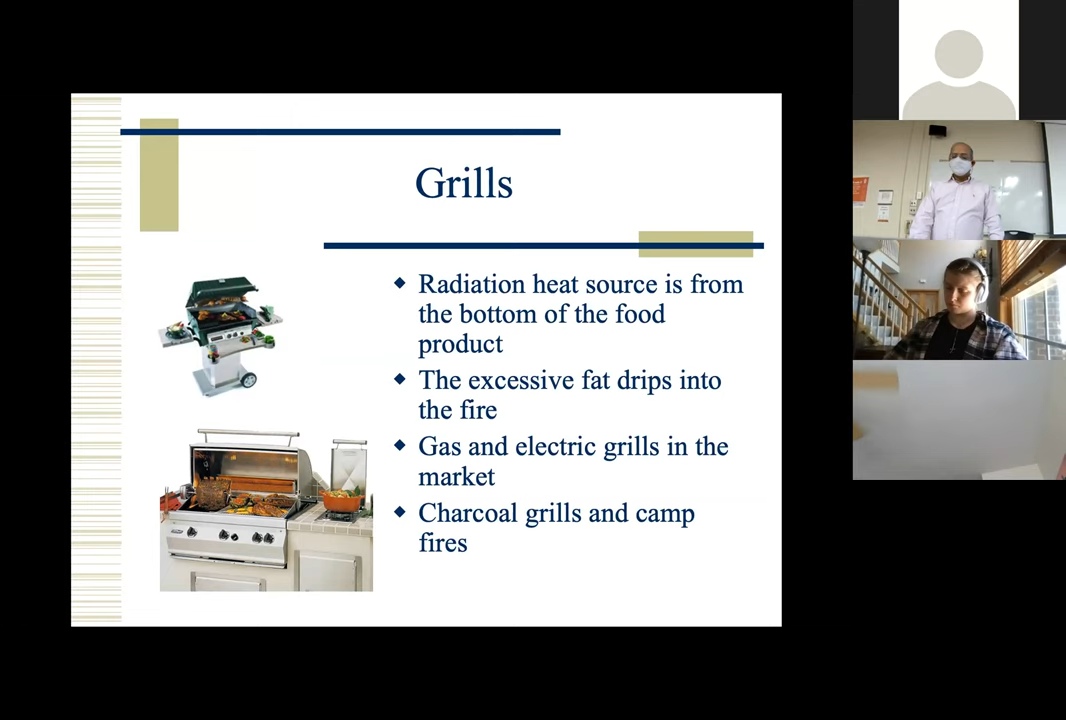 Grills
◆ Radiation heat source is from
the bottom of the food
product
◆ The excessive fat drips into
the fire
◆ Gas and electric grills in the
market
◆ Charcoal grills and camp
fires